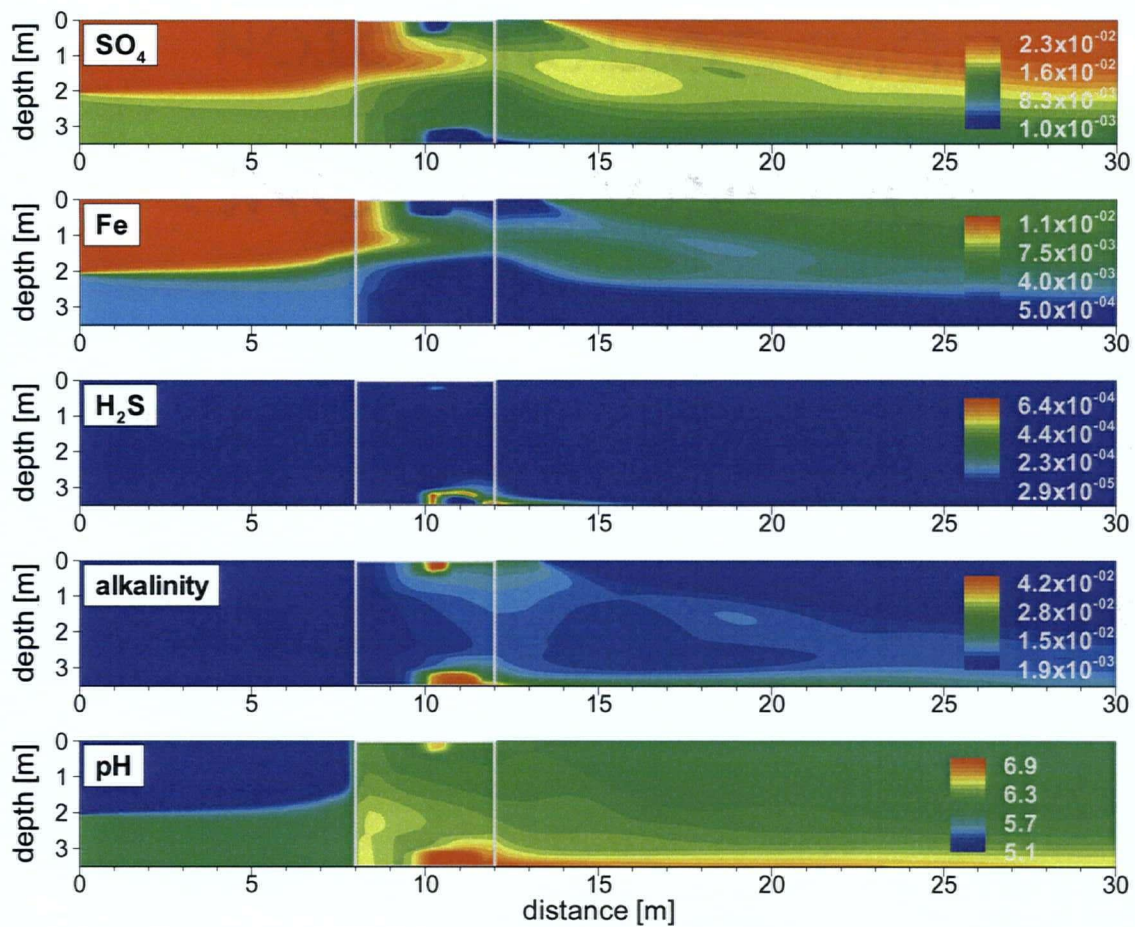 0
1
2
3
depth [m]
SO4
2.3x10-02
1.6x10-02
8.3x10-03
1.0x10-03
0 5 10 15 20 25 30
0
1
2
3
depth [m]
Fe
1.1x10-02
7.5x10-03
4.0x10-03
5.0x10-04
0 5 10 15 20 25 30
0
1
2
3
depth [m]
H2S
6.4x10-04
4.4x10-04
2.3x10-04
2.9x10-05
0 5 10 15 20 25 30
0
1
2
3
depth [m]
alkalinity
4.2x10-02
2.8x10-02
1.5x10-02
1.9x10-03
0 5 10 15 20 25 30
0
1
2
3
depth [m]
pH
6.9
6.3
5.7
5.1
0 5 10 15 20 25 30
distance [m]